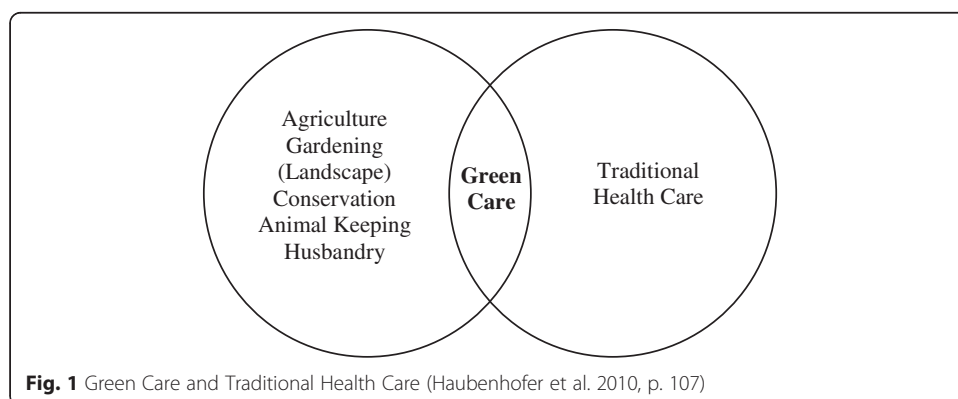 Agriculture
Gardening
(Landscape)
Conservation
Animal Keeping
Husbandry
Green
Care
Traditional
Health Care
Fig. 1 Green Care and Traditional Health Care (Haubenhofer et al. 2010, p. 107)